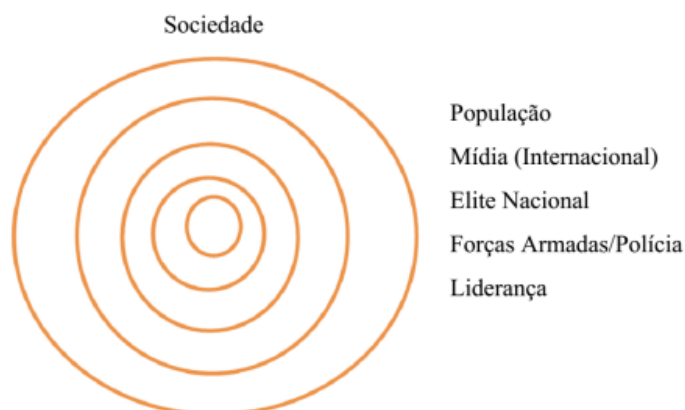 Sociedade
População
Mídia (Internacional)
Elite Nacional
Forças Armadas/Polícia
Liderança